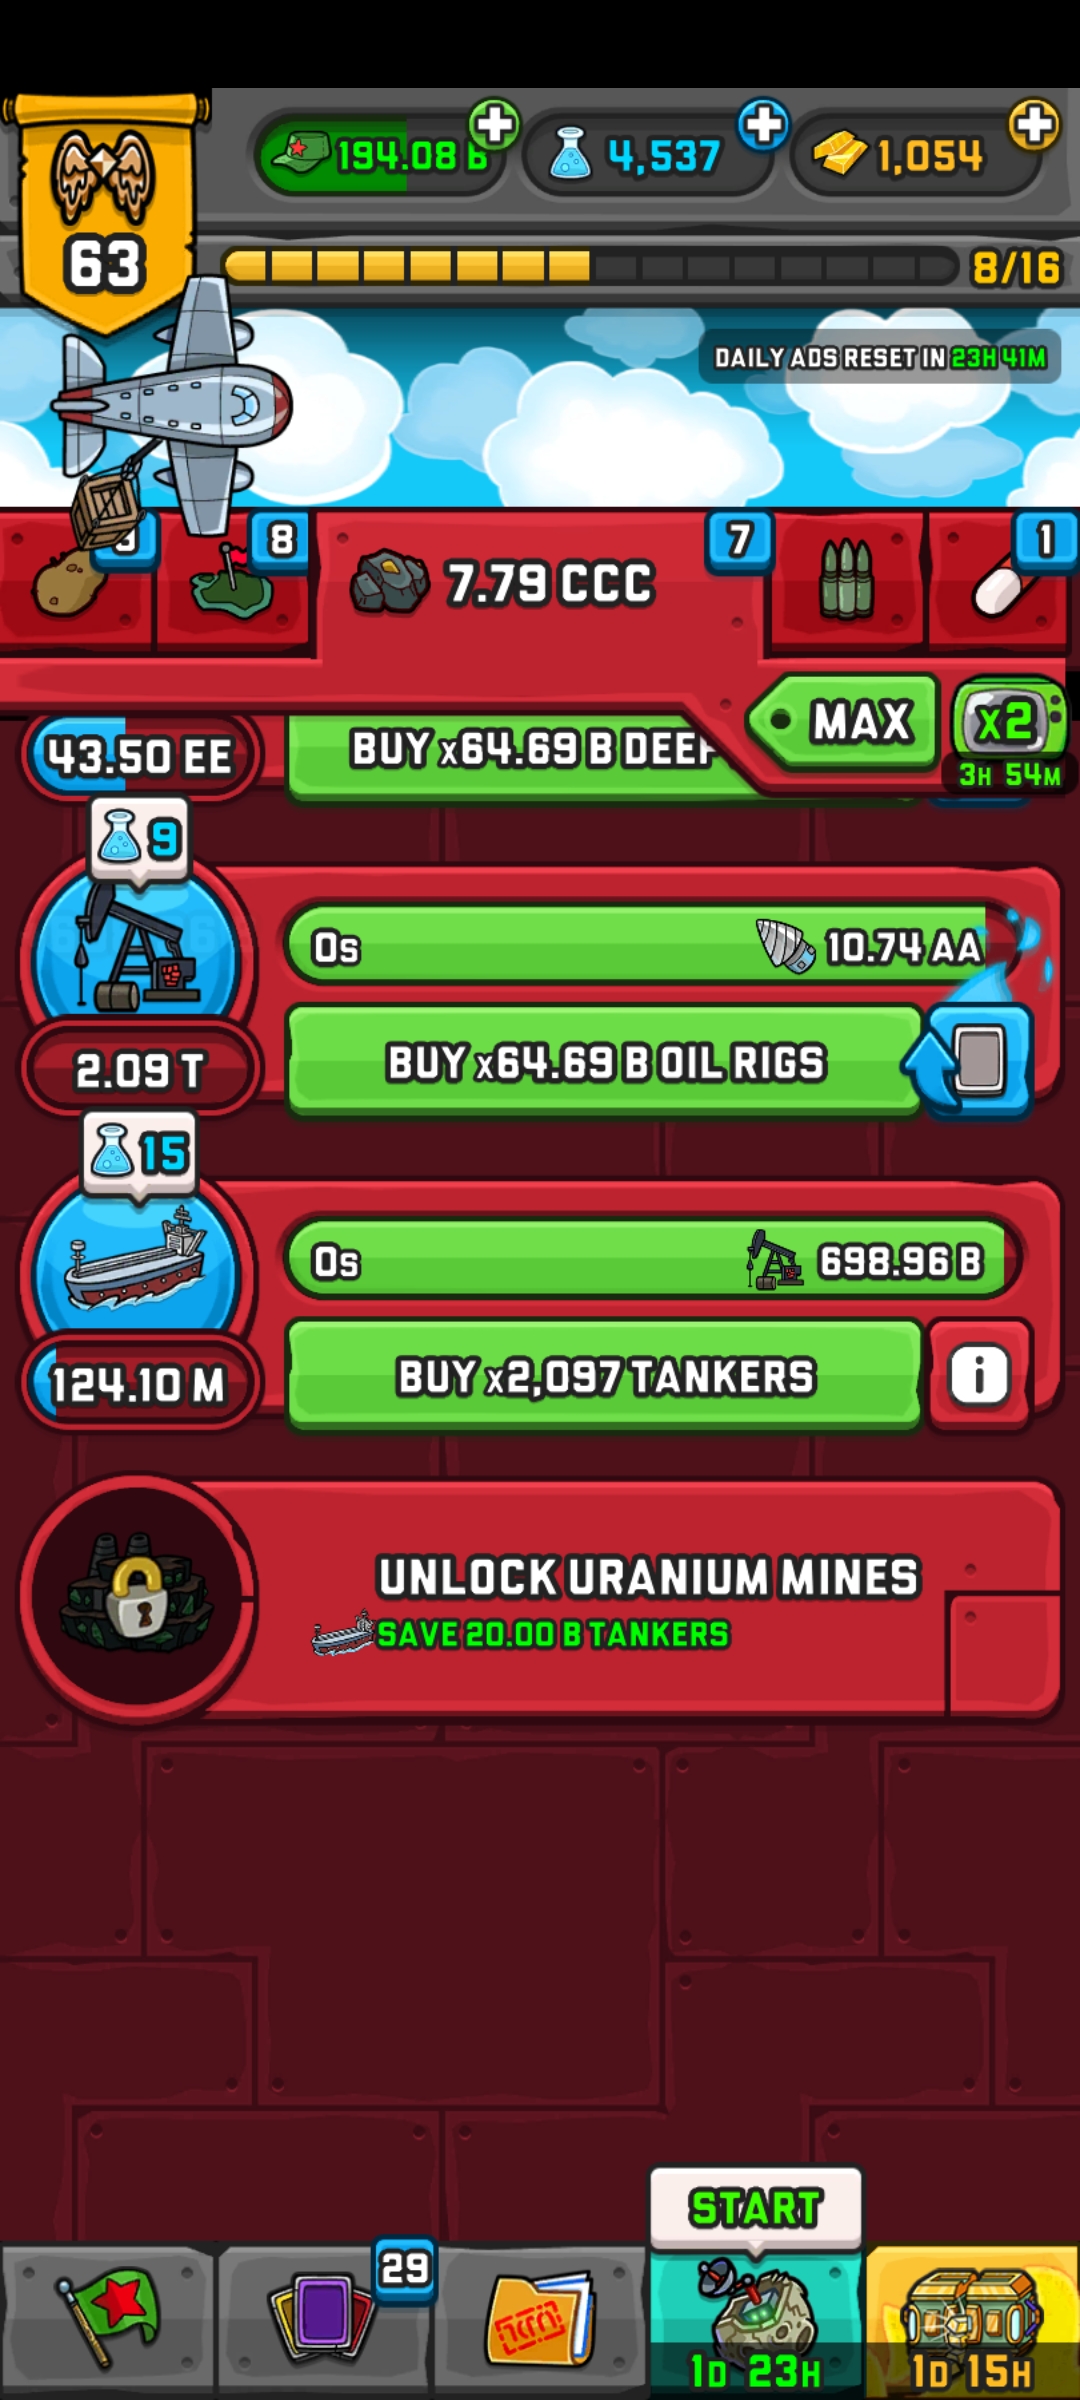 194.08 B
4,537
1,054
63
8/16
DAILY ADS RESET IN 23H 41M
8
7.79 CCC
7
1
MAX
x2
3H 54M
43.50 EE
BUY x64.69 B DEEP
9
0s
10.74 AA
2.09 T
BUY x64.69 B OIL RIGS
15
0s
698.96 B
124.10 M
BUY x2,097 TANKERS
i
UNLOCK URANIUM MINES
SAVE 20.00 B TANKERS
START
29
1D 23H
1D 15H